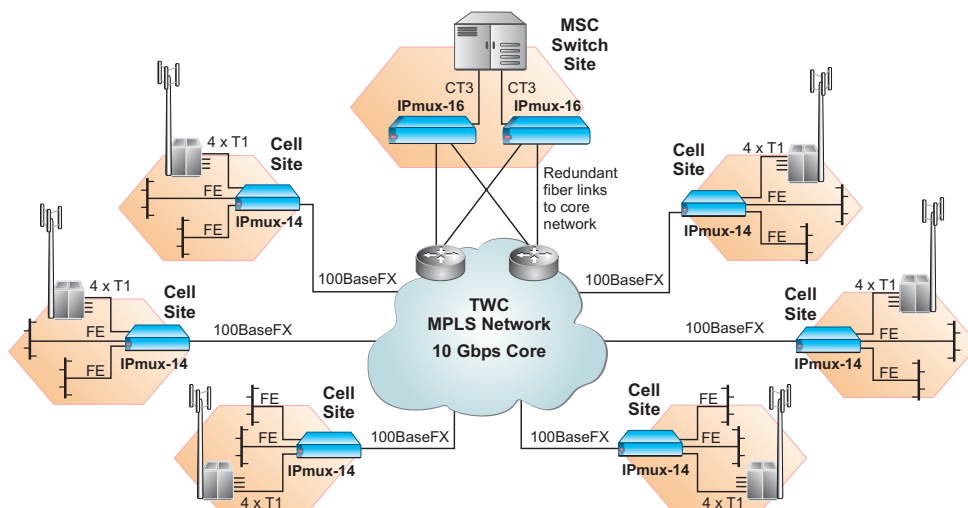 MSC
Switch
Site
CT3
CT3
IPmux-16
IPmux-16
Redundant
fiber links
to core
network
4 x T1
Cell
Site
FE
FE
IPmux-14
100BaseFX
Cell
Site
4 x T1
FE
FE
IPmux-14
100BaseFX
4 x T1
Cell
Site
FE
FE
IPmux-14
100BaseFX
TWC
MPLS Network
10 Gbps Core
Cell
Site
4 x T1
FE
FE
IPmux-14
100BaseFX
FE
Cell
Site
FE
IPmux-14
4 x T1
100BaseFX
Cell
Site
FE
FE
IPmux-14
4 x T1
100BaseFX